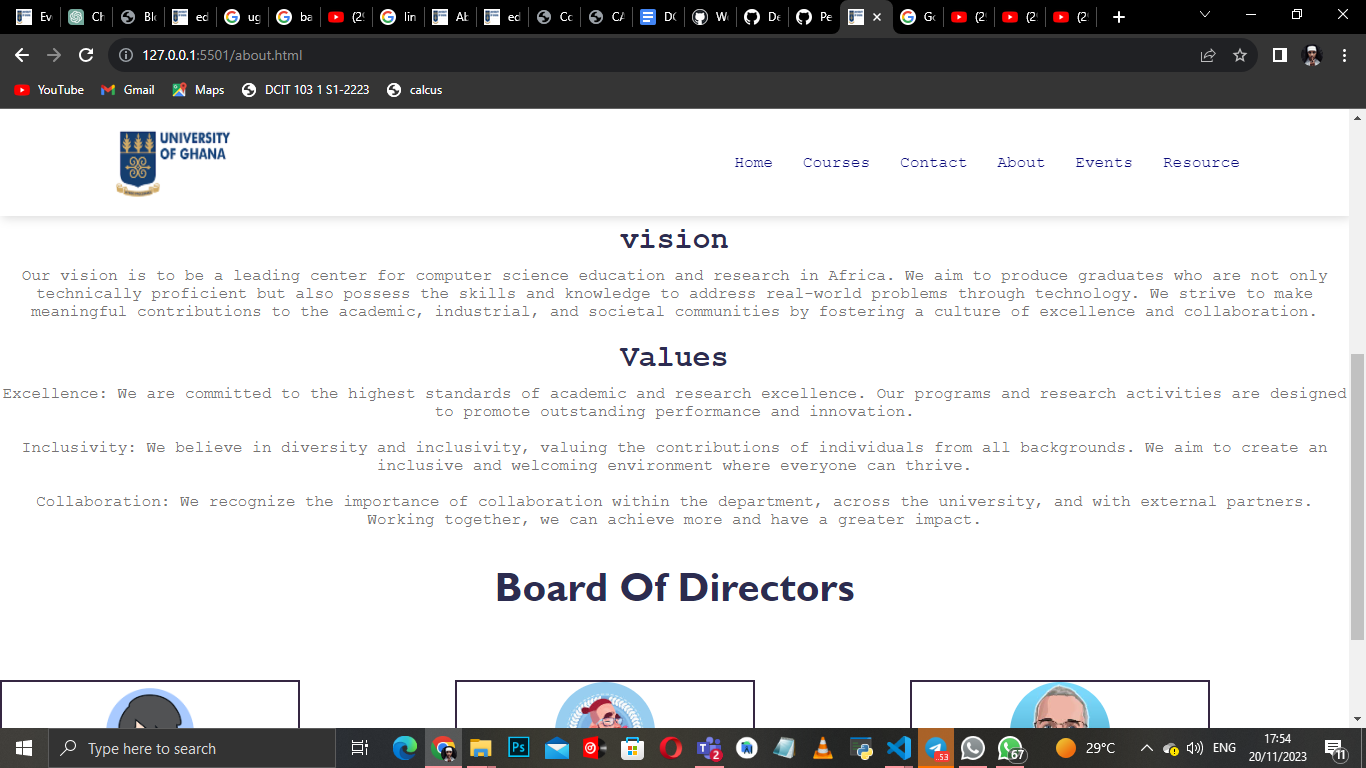 Ev
Ch
Blo
ed
ug
ba
(2
lin
Ab
ed
Co
CA
DC
We
De
Pe
Go
(2
(2
(2
127.0.0.1:5501/about.html
YouTube
Gmail
Maps
DCIT 103 1 S1-2223
calcus
UNIVERSITY
OF GHANA
Home
Courses
Contact
About
Events
Resource
vision
Our vision is to be a leading center for computer science education and research in Africa. We aim to produce graduates who are not only
technically proficient but also possess the skills and knowledge to address real-world problems through technology. We strive to make
meaningful contributions to the academic, industrial, and societal communities by fostering a culture of excellence and collaboration.
Values
Excellence: We are committed to the highest standards of academic and research excellence. Our programs and research activities are designed
to promote outstanding performance and innovation.
Inclusivity: We believe in diversity and inclusivity, valuing the contributions of individuals from all backgrounds. We aim to create an
inclusive and welcoming environment where everyone can thrive.
Collaboration: We recognize the importance of collaboration within the department, across the university, and with external partners.
Working together, we can achieve more and have a greater impact.
Board Of Directors
Type here to search
Ps
2
53
67
29°C
ENG
17:54
20/11/2023
11